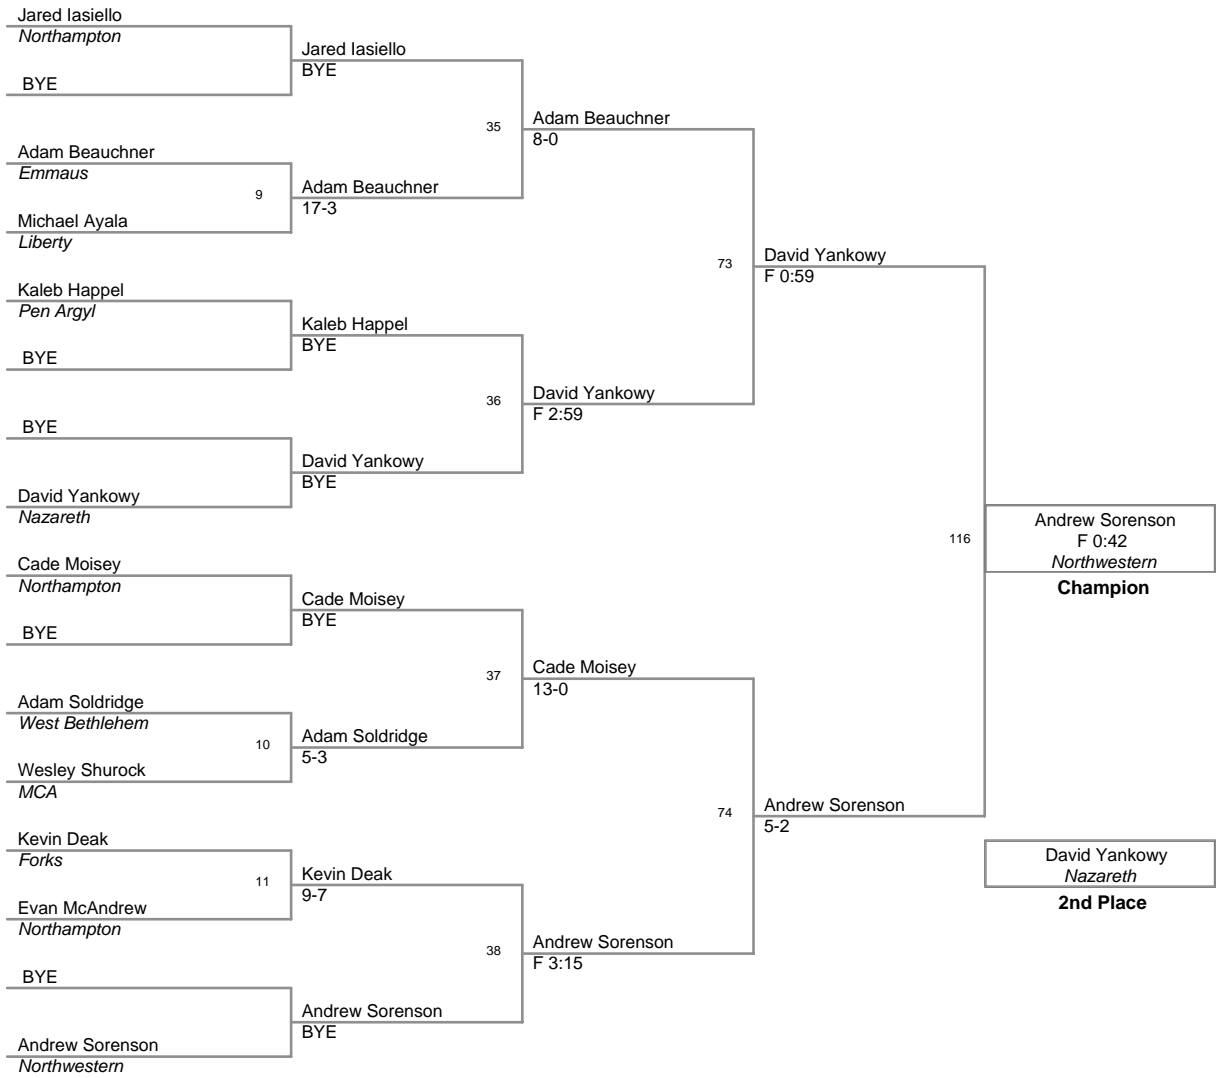 Jared Iasiello
Northampton
BYE
Jared Iasiello
BYE
Adam Beauchner
Emmaus
9
Michael Ayala
Liberty
Adam Beauchner
17-3
35
Adam Beauchner
8-0
Kaleb Happel
Pen Argyl
BYE
Kaleb Happel
BYE
BYE
David Yankowy
Nazareth
David Yankowy
BYE
36
David Yankowy
F 2:59
73
David Yankowy
F 0:59
Cade Moisey
Northampton
BYE
Cade Moisey
BYE
Adam Soldridge
West Bethlehem
10
Wesley Shurock
MCA
Adam Soldridge
5-3
37
Cade Moisey
13-0
Kevin Deak
Forks
11
Evan McAndrew
Northampton
Kevin Deak
9-7
BYE
Andrew Sorenson
Northwestern
Andrew Sorenson
BYE
38
Andrew Sorenson
F 3:15
74
Andrew Sorenson
5-2
116
Andrew Sorenson
F 0:42
Northwestern
Champion
David Yankowy
Nazareth
2nd Place